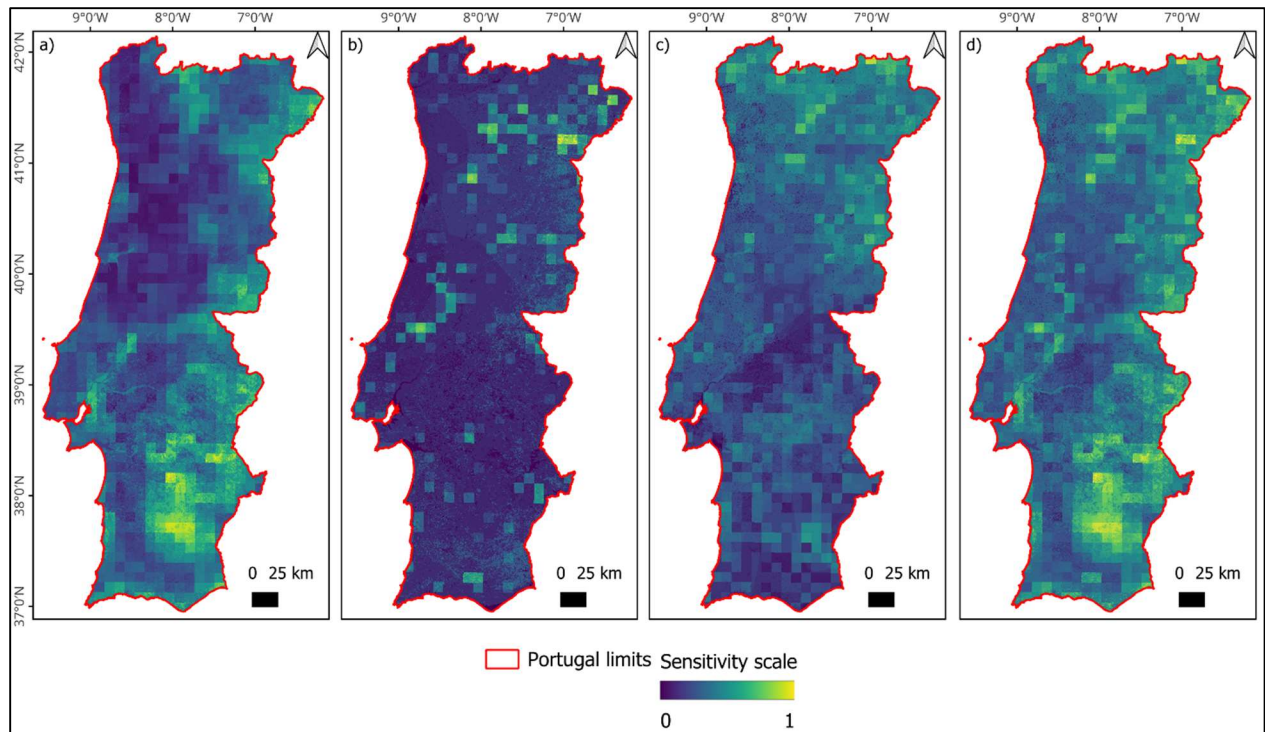 9°0'W 8°0'W 7°0'W 9°0'W 8°0'W 7°0'W 9°0'W 8°0'W 7°0'W 9°0'W 8°0'W 7°0'W
a) b) c) d)
42°0'N
41°0'N
40°0'N
39°0'N
38°0'N
37°0'N
0 25 km 0 25 km 0 25 km 0 25 km
Portugal limits Sensitivity scale
0 1